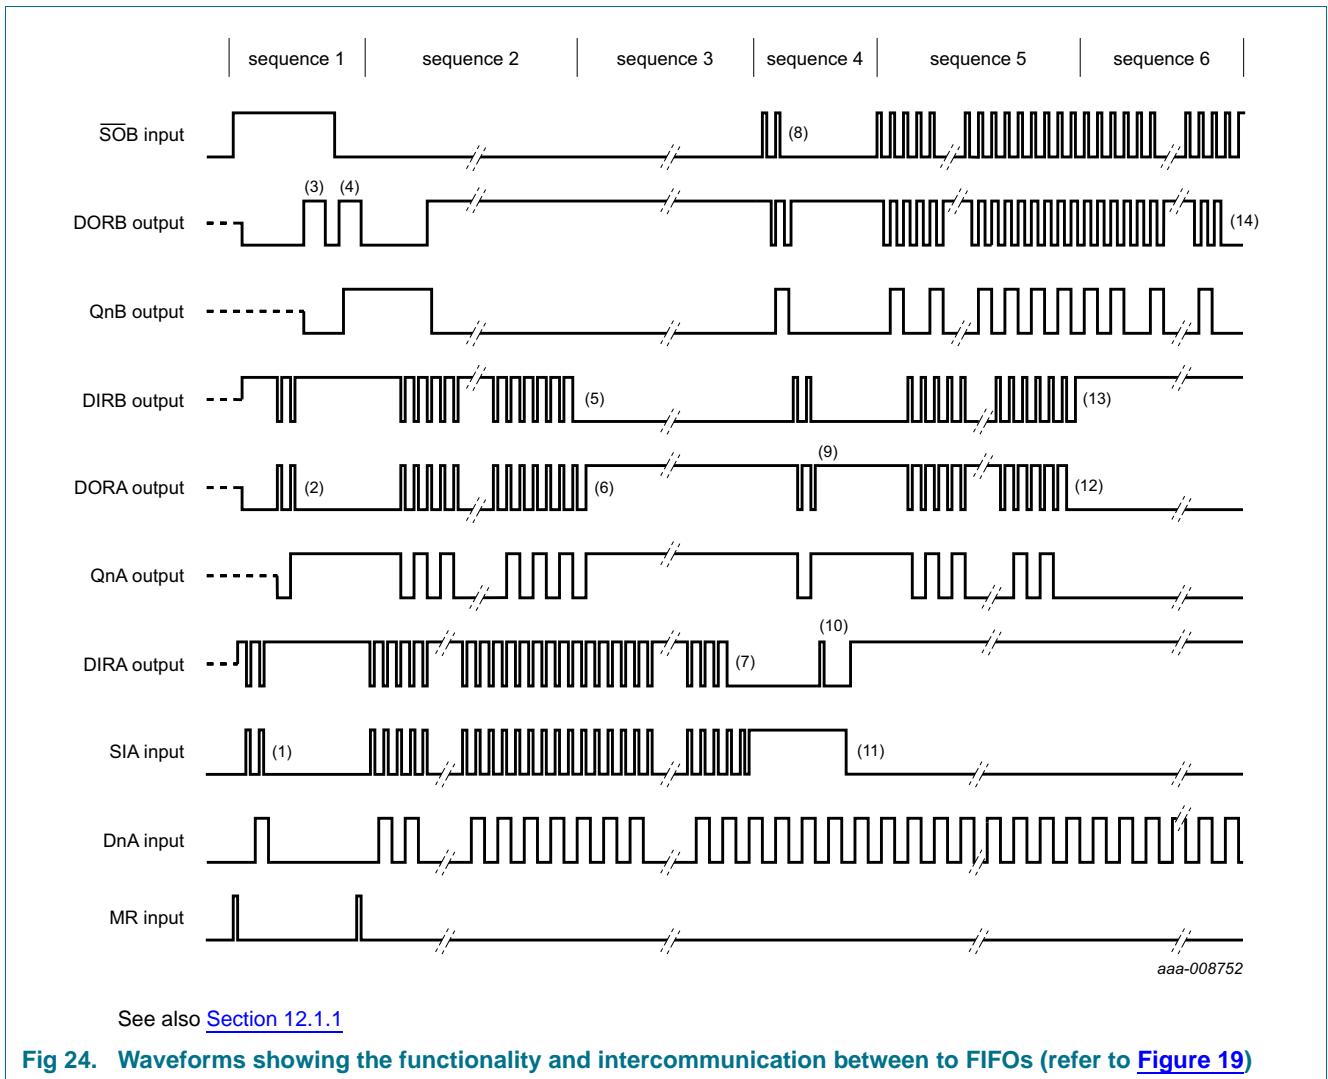 sequence 1 sequence 2 sequence 3 sequence 4 sequence 5 sequence 6
S̅O̅B input (8)
(3) (4)
DORB output (14)
QnB output
DIRB output (5) (13)
(9)
DORA output (2) (6) (12)
QnA output
(10)
DIRA output (7)
SIA input (1) (11)
DnA input
MR input
aaa-008752
See also Section 12.1.1
Fig 24. Waveforms showing the functionality and intercommunication between to FIFOs (refer to Figure 19)